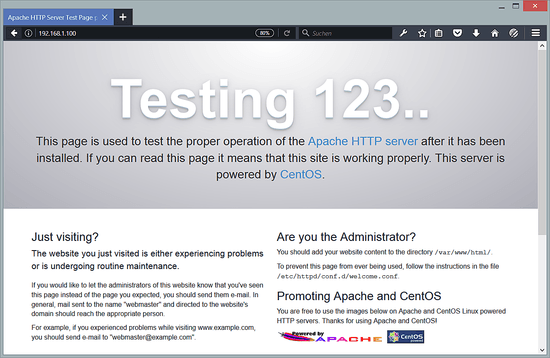 Apache HTTP Server Test Page p
192.168.1.100
80%
Suchen
Testing 123..
This page is used to test the proper operation of the Apache HTTP server after it has been
installed. If you can read this page it means that this site is working properly. This server is
powered by CentOS.
Just visiting?
The website you just visited is either experiencing problems
or is undergoing routine maintenance.
If you would like to let the administrators of this website know that you've seen
this page instead of the page you expected, you should send them e-mail. In
general, mail sent to the name "webmaster" and directed to the website's
domain should reach the appropriate person.
For example, if you experienced problems while visiting www.example.com,
you should send e-mail to "webmaster@example.com".
Are you the Administrator?
You should add your website content to the directory /var/www/html/.
To prevent this page from ever being used, follow the instructions in the file
/etc/httpd/conf.d/welcome.conf.
Promoting Apache and CentOS
You are free to use the images below on Apache and CentOS Linux powered
HTTP servers. Thanks for using Apache and CentOS!
Powered by
APACHE
CentOS